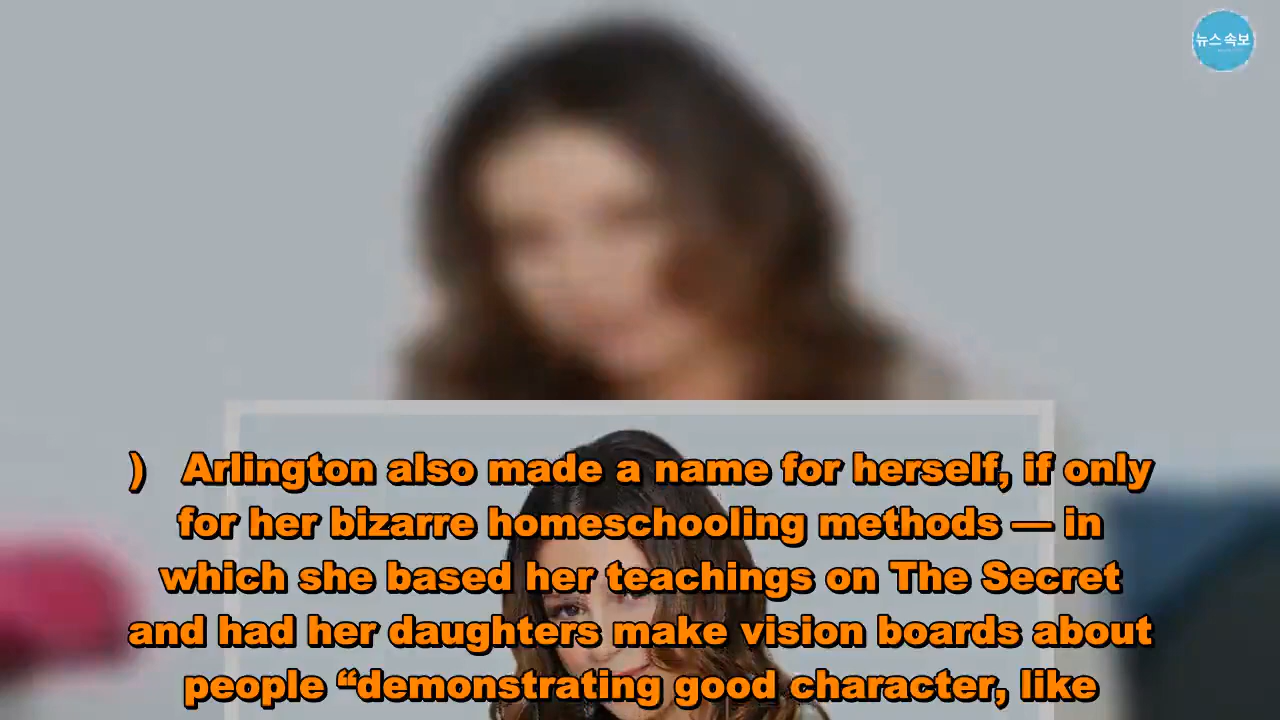 뉴스 속보
)   Arlington also made a name for herself, if only
for her bizarre homeschooling methods — in
which she based her teachings on The Secret
and had her daughters make vision boards about
people “demonstrating good character, like